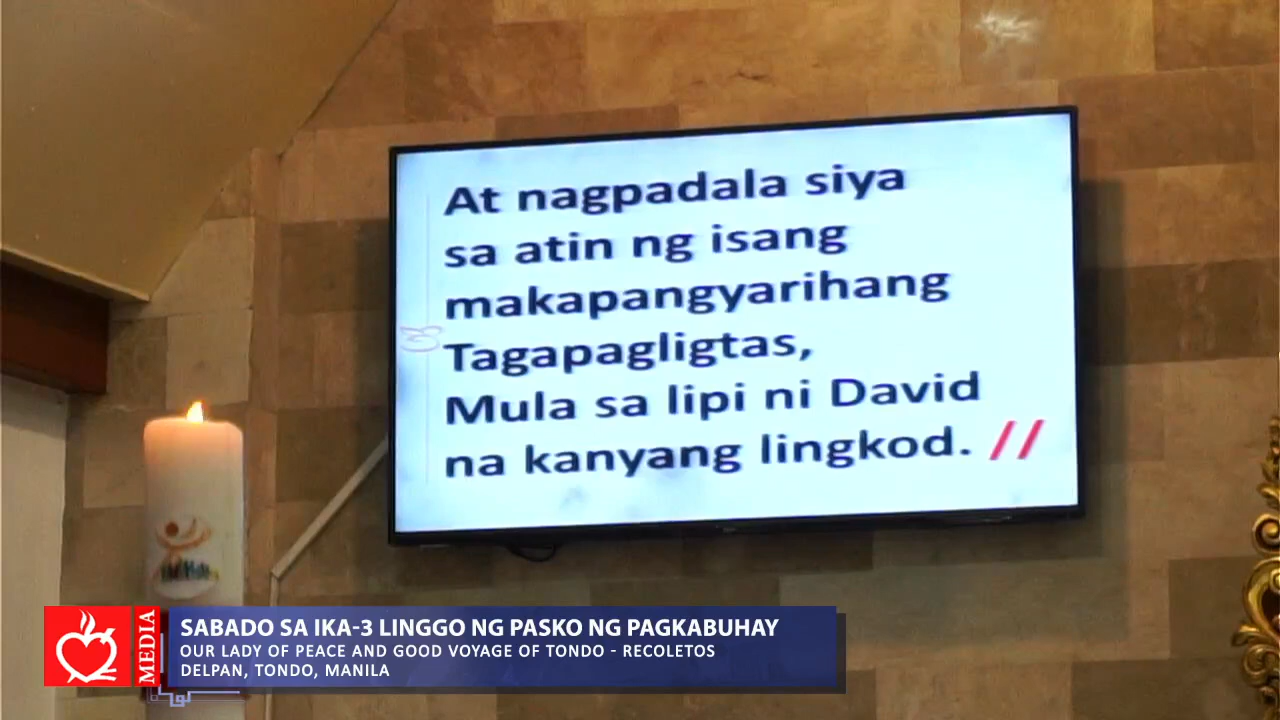 At nagpadala siya
sa atin ng isang
makapangyarihang
Tagapagligtas,
Mula sa lipi ni David
na kanyang lingkod. //
MEDIA
SABADO SA IKA-3 LINGGO NG PASKO NG PAGKABUHAY
OUR LADY OF PEACE AND GOOD VOYAGE OF TONDO - RECOLETOS
DELPAN, TONDO, MANILA